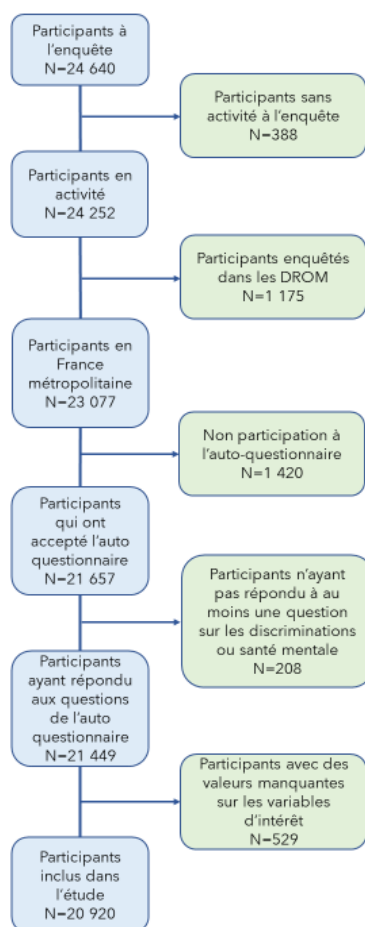 Participants à
l'enquête
N=24 640
Participants sans
activité à l'enquête
N=388
Participants en
activité
N=24 252
Participants enquêtés
dans les DROM
N=1 175
Participants en
France
métropolitaine
N=23 077
Non participation à
l'auto-questionnaire
N=1 420
Participants
qui ont
accepté l'auto
questionnaire
N=21 657
Participants n'ayant
pas répondu à au
moins une question
sur les discriminations
ou santé mentale
N=208
Participants
ayant répondu
aux questions
de l'auto
questionnaire
N=21 449
Participants avec des
valeurs manquantes
sur les variables
d'intérêt
N=529
Participants
inclus dans
l'étude
N=20 920